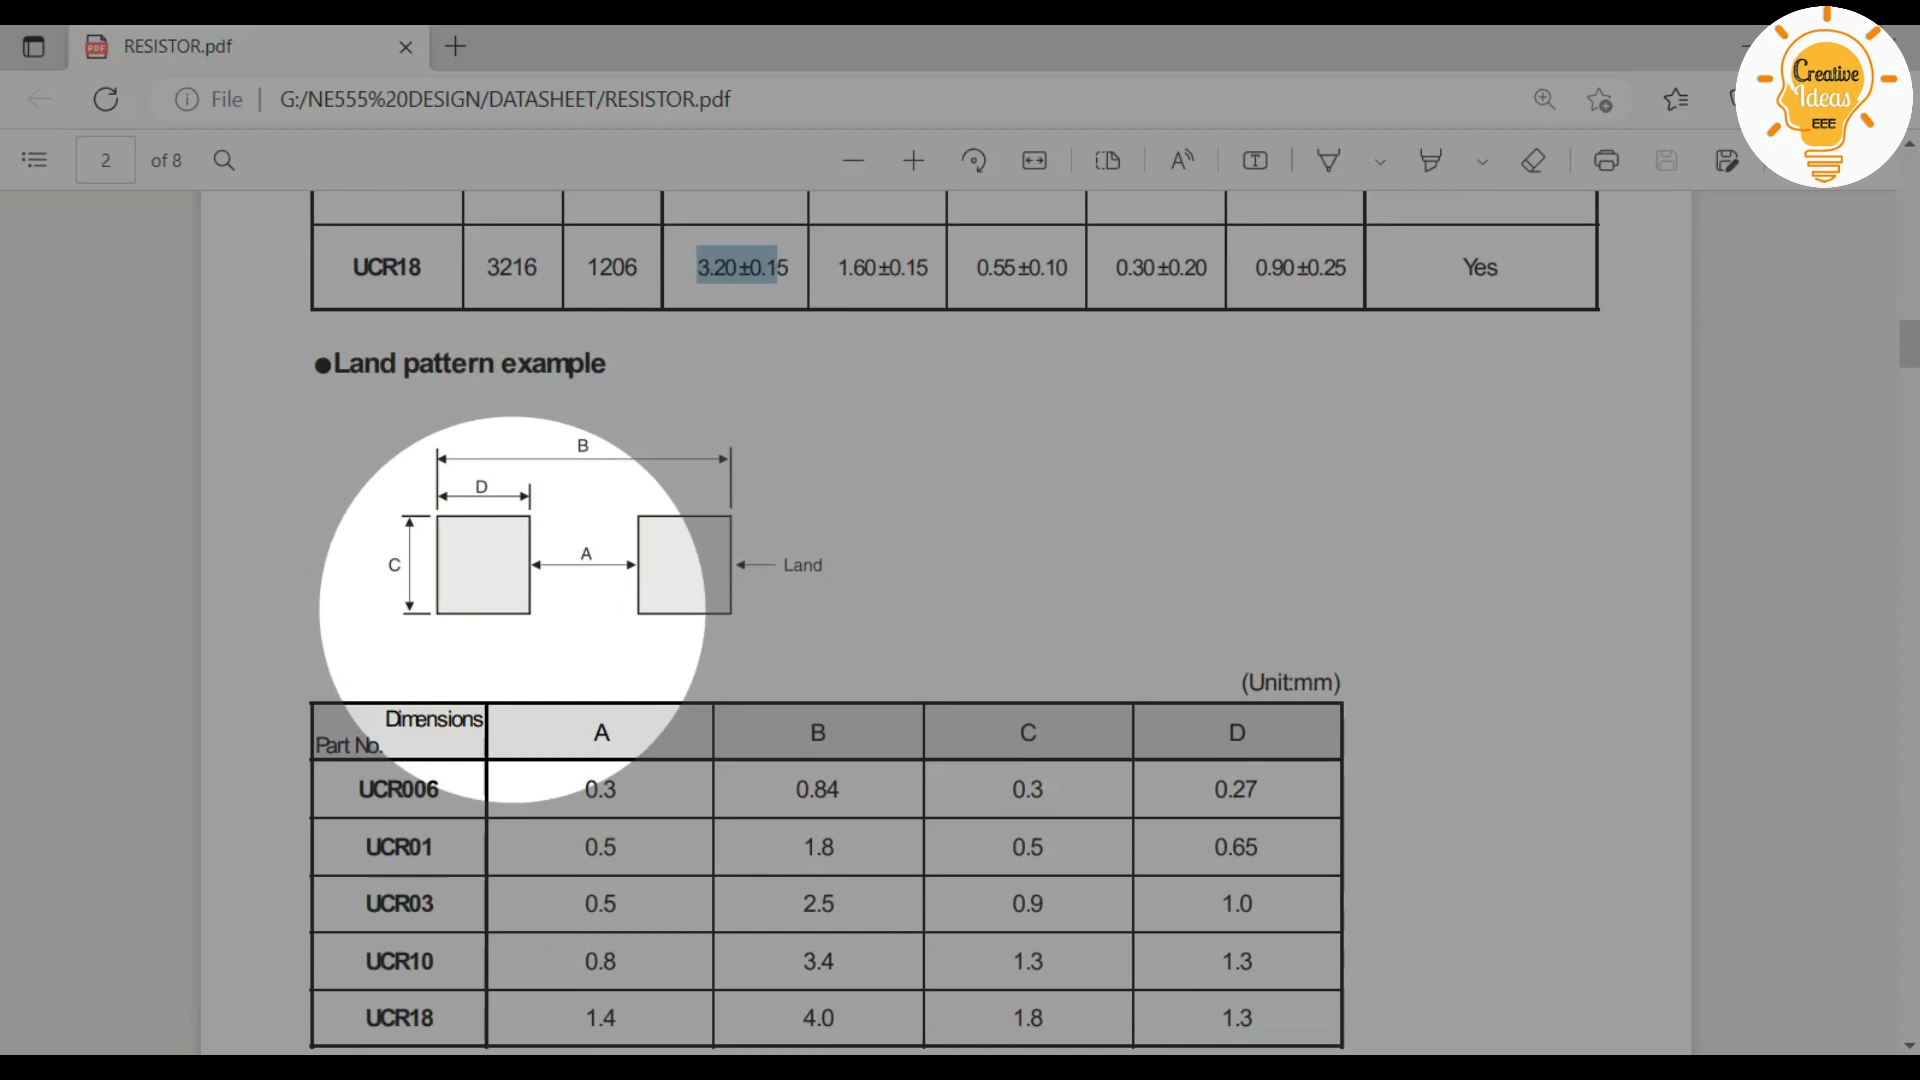 RESISTOR.pdf
Creative
Ideas
EEE
File G:/NE555%20DESIGN/DATASHEET/RESISTOR.pdf
2 of 8
UCR18 3216 1206 3.20±0.15 1.60±0.15 0.55±0.10 0.30±0.20 0.90±0.25 Yes
●Land pattern example
B
D
C A Land
(Unit:mm)
Dimensions
Part No. A B C D
UCR006 0.3 0.84 0.3 0.27
UCR01 0.5 1.8 0.5 0.65
UCR03 0.5 2.5 0.9 1.0
UCR10 0.8 3.4 1.3 1.3
UCR18 1.4 4.0 1.8 1.3